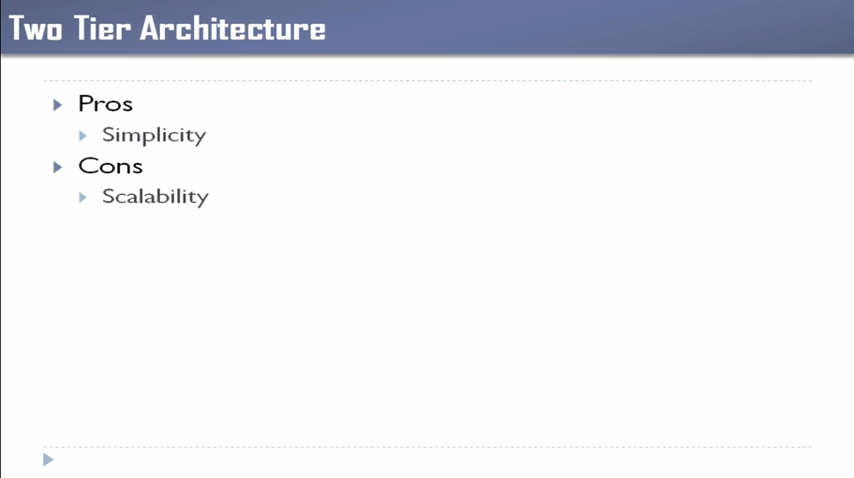 Two Tier Architecture
Pros
Simplicity
Cons
Scalability